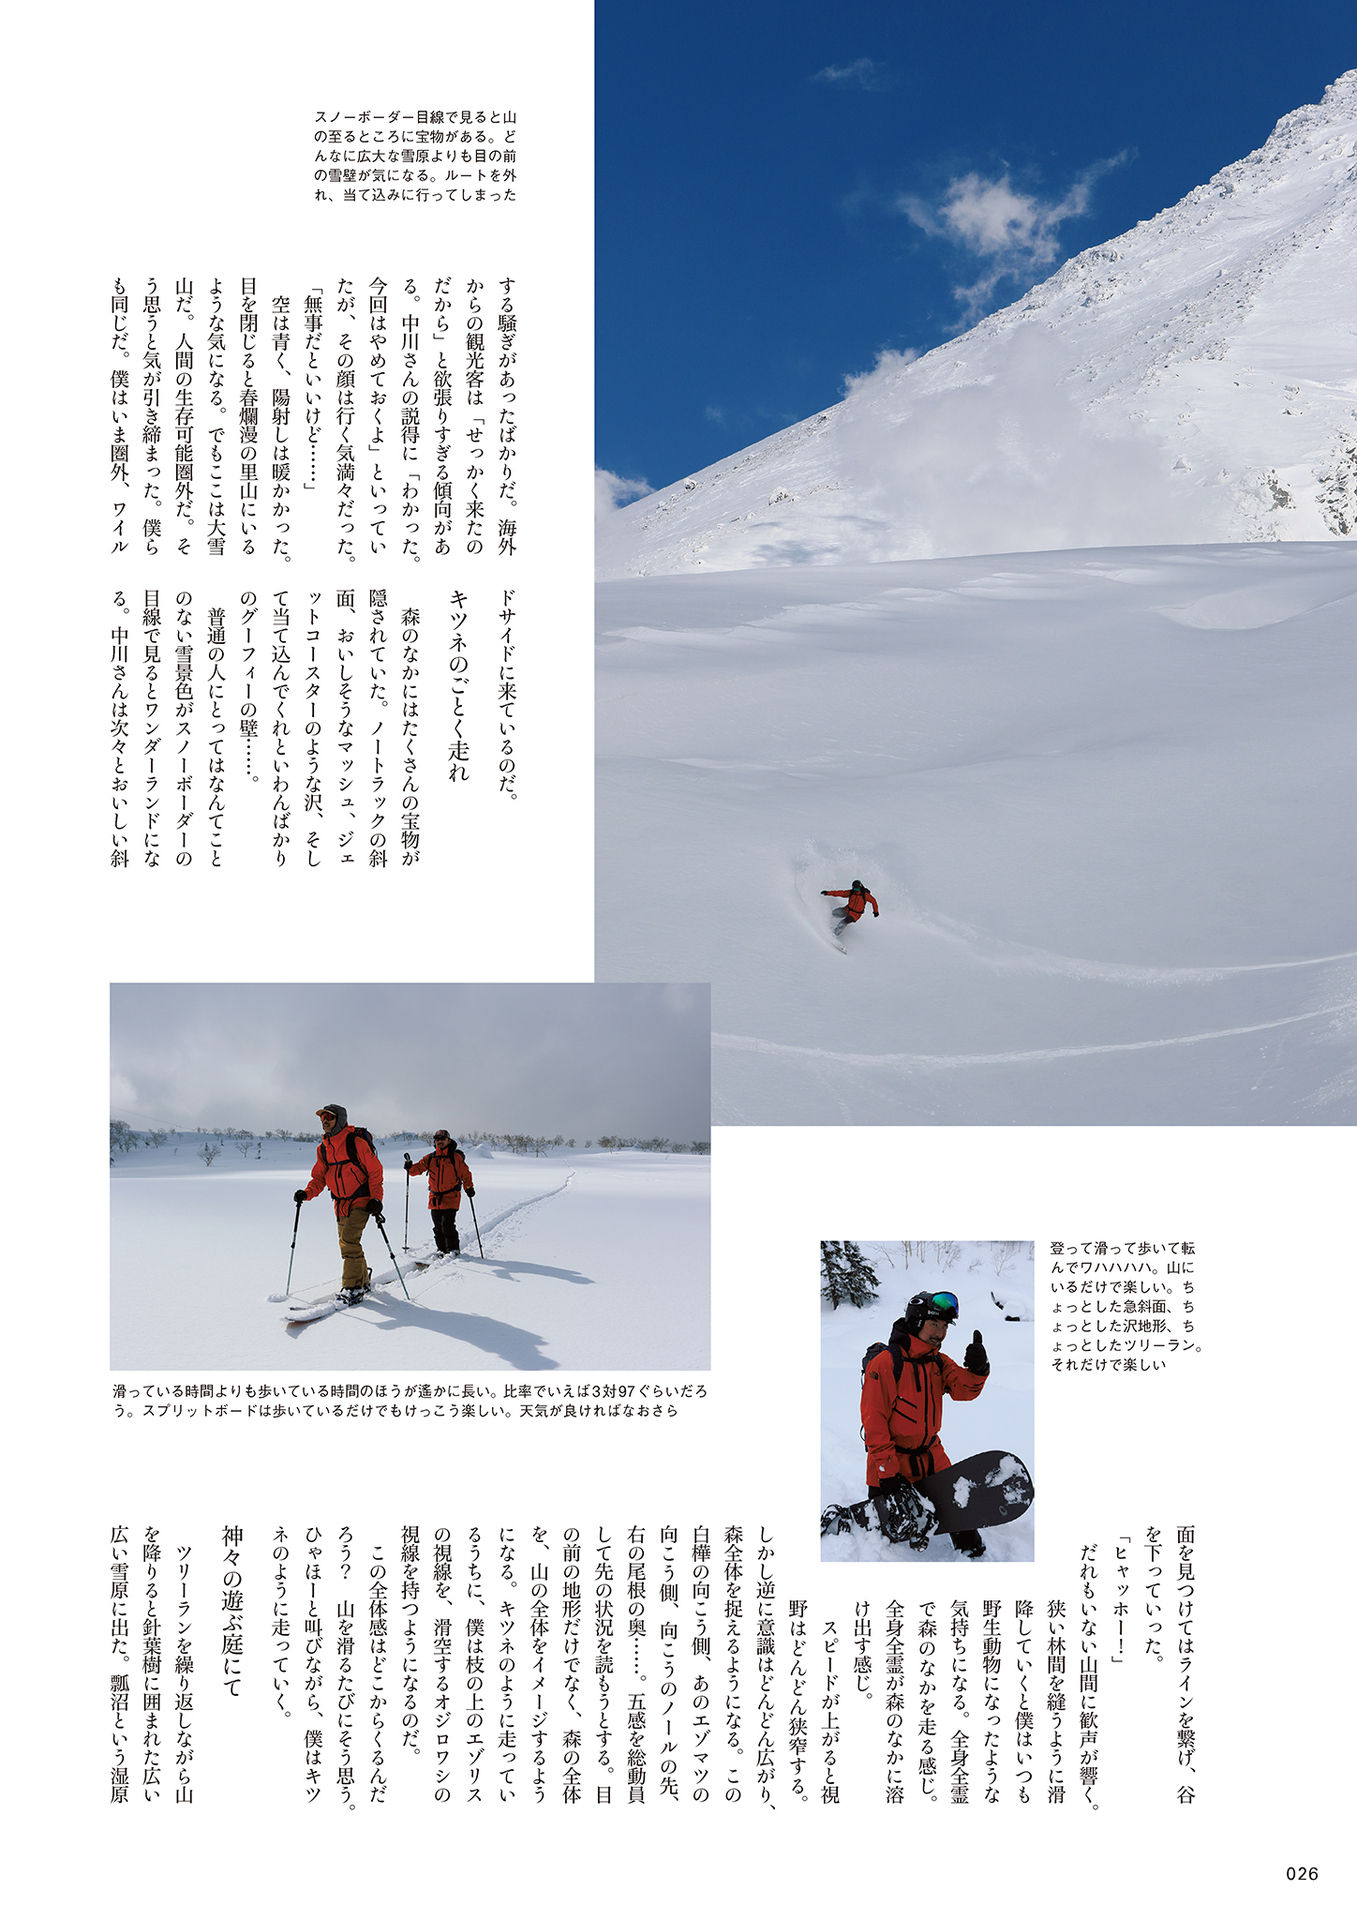 スノーボーダー目線で見ると山
の至るところに宝物がある。ど
んなに広大な雪原よりも目の前
の雪壁が気になる。ルートを外
れ、当て込みに行ってしまった
する騒ぎがあったばかりだ。海外
からの観光客は「せっかく来たの
だから」と欲張りすぎる傾向があ
る。中川さんの説得に「わかった。
今回はやめておくよ」といってい
たが、その顔は行く気満々だった。
「無事だといいけど……」
空は青く、陽射しは暖かかった。
目を閉じると春爛漫の里山にいる
ような気になる。でもここは大雪
山だ。人間の生存可能圏外だ。そ
う思うと気が引き締まった。僕ら
も同じだ。僕はいま圏外、ワイル
ドサイドに来ているのだ。
キツネのごとく走れ
森のなかにはたくさんの宝物が
隠されていた。ノートラックの斜
面、おいしそうなマッシュ、ジェ
ットコースターのような沢、そし
て当て込んでくれといわんばかり
のグーフィーの壁……。
普通の人にとってはなんてこと
のない雪景色がスノーボーダーの
目線で見るとワンダーランドにな
る。中川さんは次々とおいしい斜
滑っている時間よりも歩いている時間のほうが遙かに長い。比率でいえば3対97ぐらいだろ
う。スプリットボードは歩いているだけでもけっこう楽しい。天気が良ければなおさら
登って滑って歩いて転
んでワハハハハ。山に
いるだけで楽しい。ち
ょっとした急斜面、ち
ょっとした沢地形、ち
ょっとしたツリーラン。
それだけで楽しい
面を見つけてはラインを繋げ、谷
を下っていった。
「ヒャッホー！」
だれもいない山間に歓声が響く。
狭い林間を縫うように滑
降していくと僕はいつも
野生動物になったような
気持ちになる。全身全霊
で森のなかを走る感じ。
全身全霊が森のなかに溶
け出す感じ。
スピードが上がると視
野はどんどん狭窄する。
しかし逆に意識はどんどん広がり、
森全体を捉えるようになる。この
白樺の向こう側、あのエゾマツの
向こう側、向こうのノールの先、
右の尾根の奥……。五感を総動員
して先の状況を読もうとする。目
の前の地形だけでなく、森の全体
を、山の全体をイメージするよう
になる。キツネのように走ってい
るうちに、僕は枝の上のエゾリス
の視線を、滑空するオジロワシの
視線を持つようになるのだ。
この全体感はどこからくるんだ
ろう？　山を滑るたびにそう思う。
ひゃほーと叫びながら、僕はキツ
ネのように走っていく。
神々の遊ぶ庭にて
ツリーランを繰り返しながら山
を降りると針葉樹に囲まれた広い
広い雪原に出た。瓢沼という湿原
026